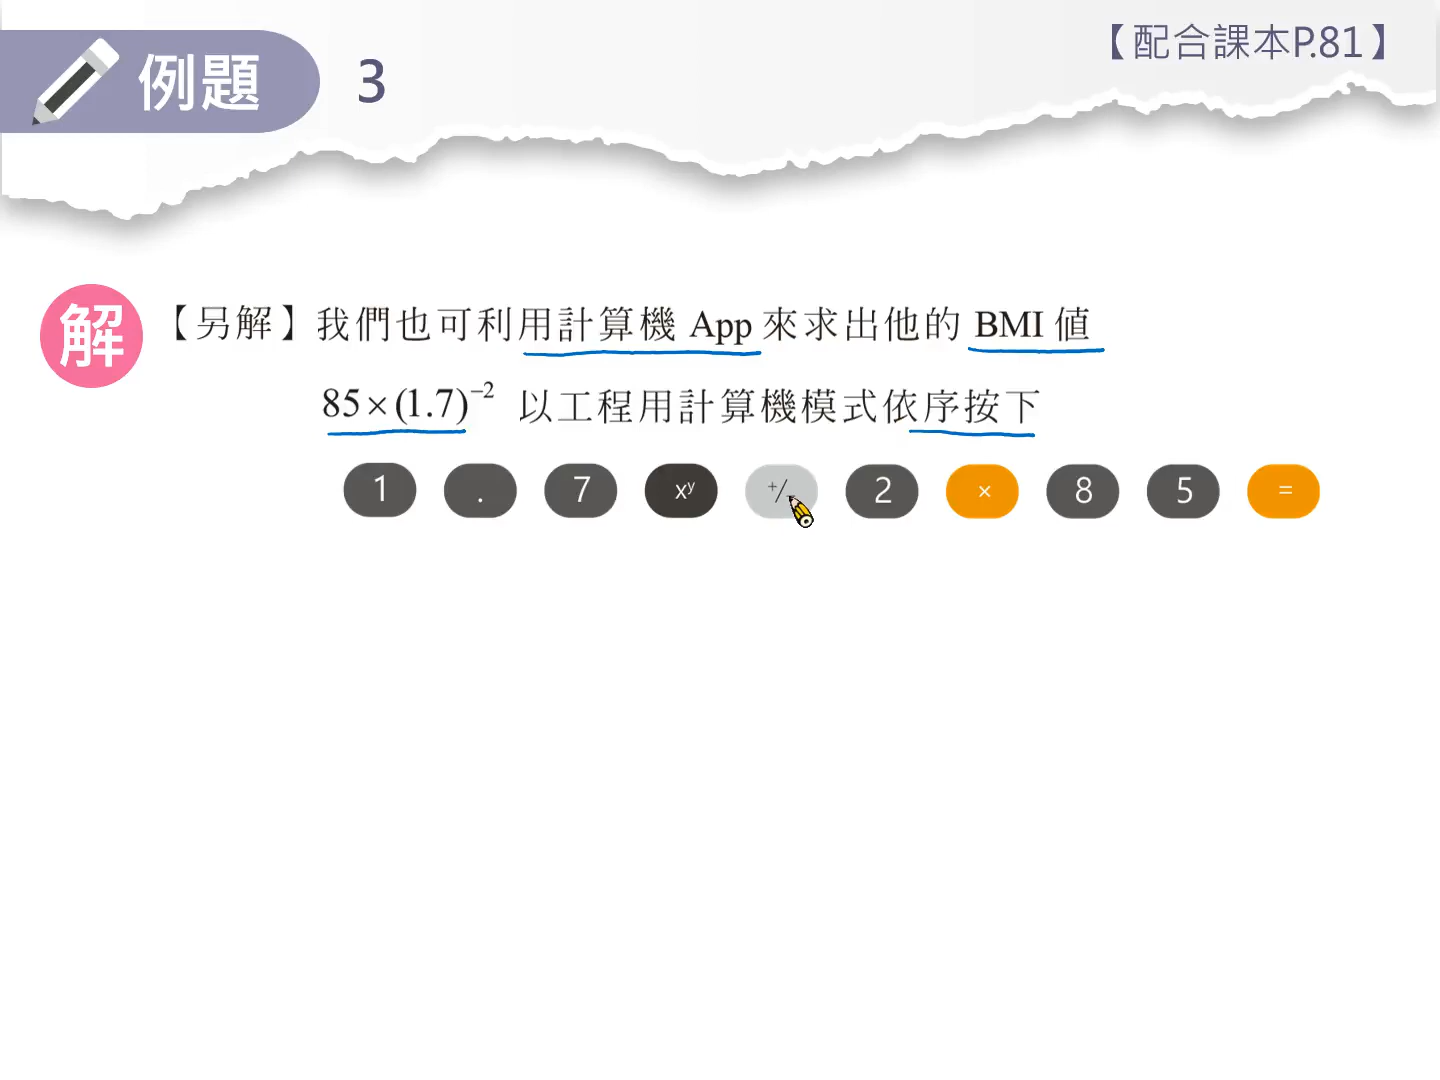 例題 3
【配合課本P.81】
解 【另解】我們也可利用計算機 App 來求出他的 BMI 值
85×(1.7)⁻² 以工程用計算機模式依序按下
1 . 7 xʸ +/− 2 × 8 5 =